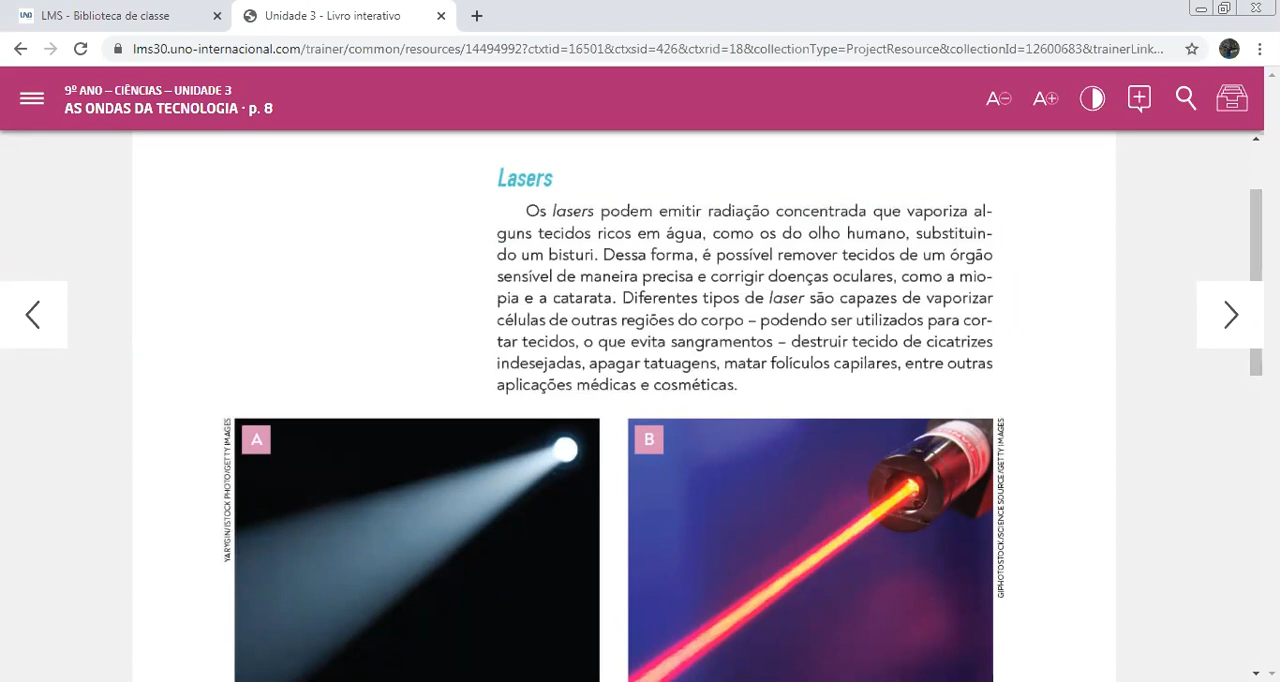 LMS - Biblioteca de classe
Unidade 3 - Livro interativo
lms30.uno-internacional.com/trainer/common/resources/14494992?ctxtid=16501&ctxsid=426&ctxrid=18&collectionType=ProjectResource&collectionId=12600683&trainerLink...
9º ANO – CIÊNCIAS – UNIDADE 3
AS ONDAS DA TECNOLOGIA · p. 8
Lasers
Os lasers podem emitir radiação concentrada que vaporiza al-
guns tecidos ricos em água, como os do olho humano, substituin-
do um bisturi. Dessa forma, é possível remover tecidos de um órgão
sensível de maneira precisa e corrigir doenças oculares, como a mio-
pia e a catarata. Diferentes tipos de laser são capazes de vaporizar
células de outras regiões do corpo – podendo ser utilizados para cor-
tar tecidos, o que evita sangramentos – destruir tecido de cicatrizes
indesejadas, apagar tatuagens, matar folículos capilares, entre outras
aplicações médicas e cosméticas.
A
YARYGIN/ISTOCK PHOTO/GETTY IMAGES
B
GIPHOTOSTOCK/SCIENCE SOURCE/GETTY IMAGES